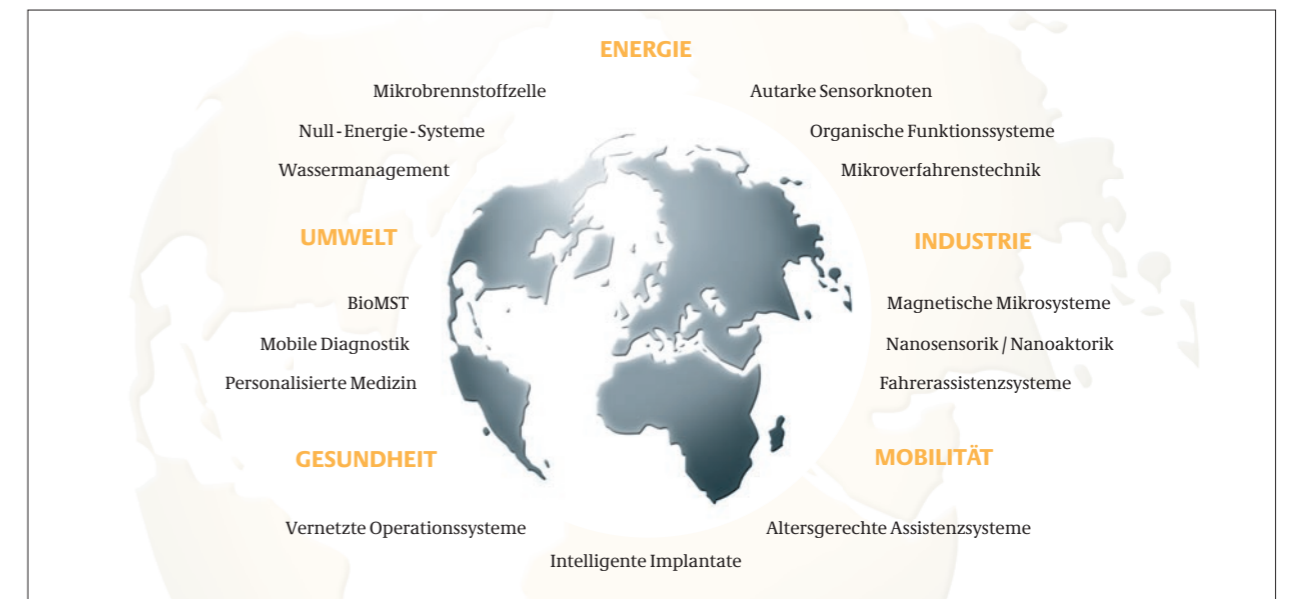 ENERGIE
Mikrobrennstoffzelle
Autarke Sensorknoten
Null-Energie-Systeme
Organische Funktionssysteme
Wassermanagement
Mikroverfahrenstechnik
UMWELT
INDUSTRIE
BioMST
Magnetische Mikrosysteme
Mobile Diagnostik
Nanosensorik / Nanoaktorik
Personalisierte Medizin
Fahrerassistenzsysteme
GESUNDHEIT
MOBILITÄT
Vernetzte Operationssysteme
Altersgerechte Assistenzsysteme
Intelligente Implantate